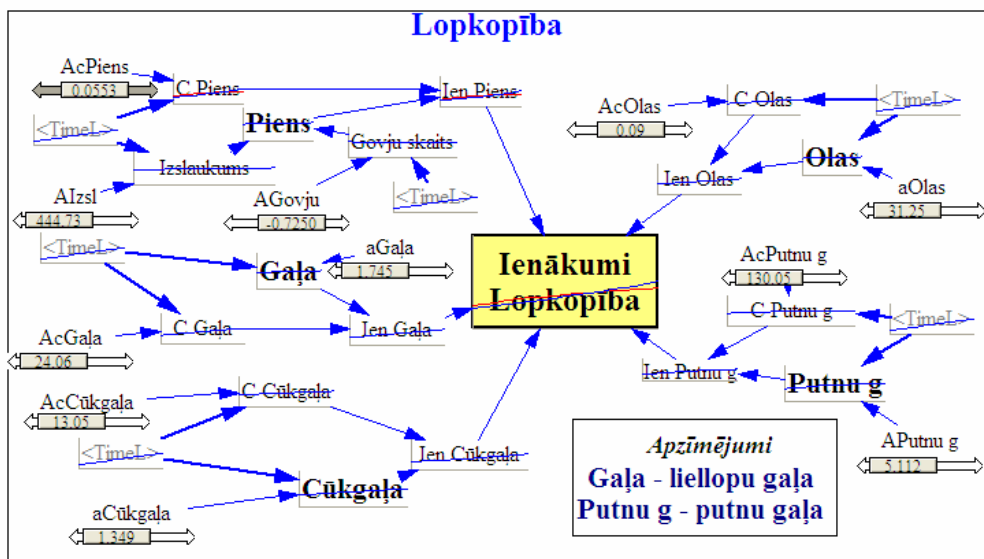 Lopkopība
AcPiens
0.0553
C Piens
Ien Piens
<TimeL>
Piens
Govju skaits
Izslaukums
AIzsl
444.73
AGovju
-0.7250
<TimeL>
AcOlas
0.09
C Olas
<TimeL>
Olas
Ien Olas
aOlas
31.25
<TimeL>
Gaļa
aGaļa
1.745
C Gaļa
Ien Gaļa
AcGaļa
24.06
Ienākumi
Lopkopība
AcPutnu g
130.05
C Putnu g
<TimeL>
Ien Putnu g
Putnu g
APutnu g
5.112
AcCūkgaļa
13.05
C Cūkgaļa
<TimeL>
Ien Cūkgaļa
Cūkgaļa
aCūkgaļa
1.349
Apzīmējumi
Gaļa - liellopu gaļa
Putnu g - putnu gaļa